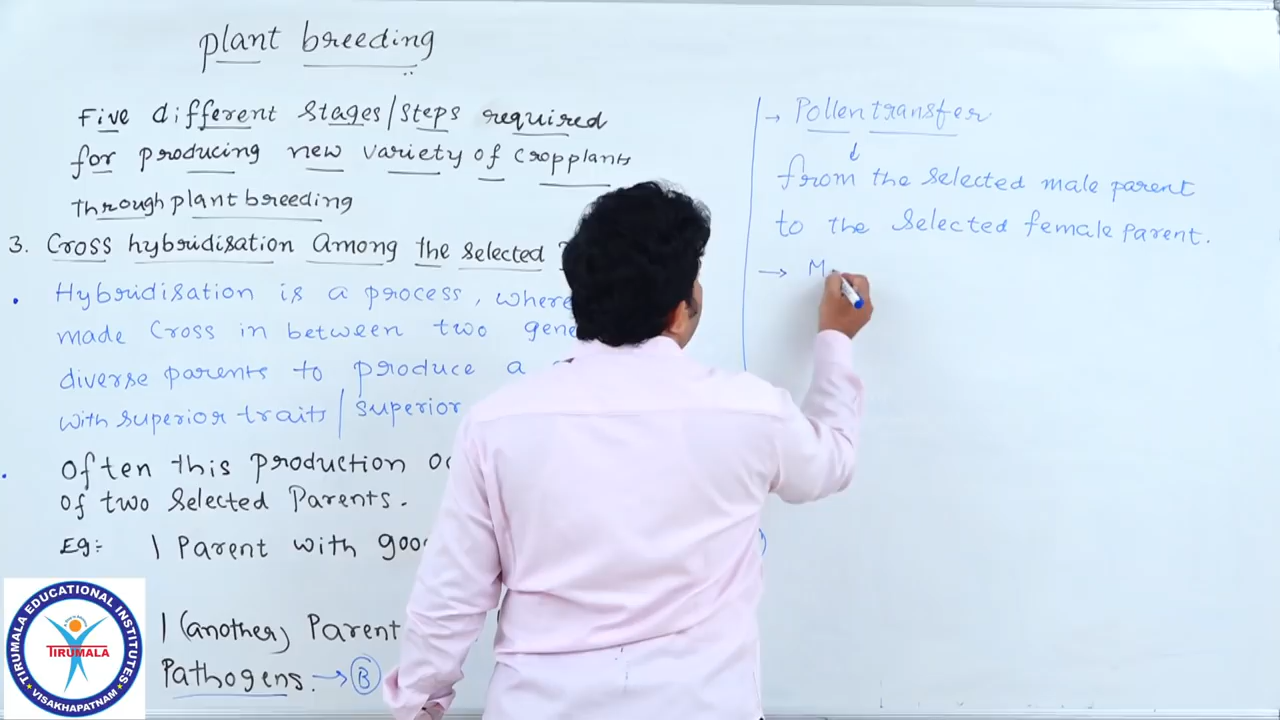 plant breeding
Five different stages/steps required
for producing new variety of cropplants
through plant breeding
3. Cross hybridisation among the selected
• Hybridisation is a process, where
made cross in between two
diverse parents to produce a
with superior traits/superior
• Often this production
of two selected Parents.
Eg:- 1 Parent with
1 (another) Parent
Pathogens. → B
→ Pollen transfer
↓
from the selected male parent
to the selected female parent.
→ M
TIRUMALA EDUCATIONAL INSTITUTES
TIRUMALA
VISAKHAPATNAM